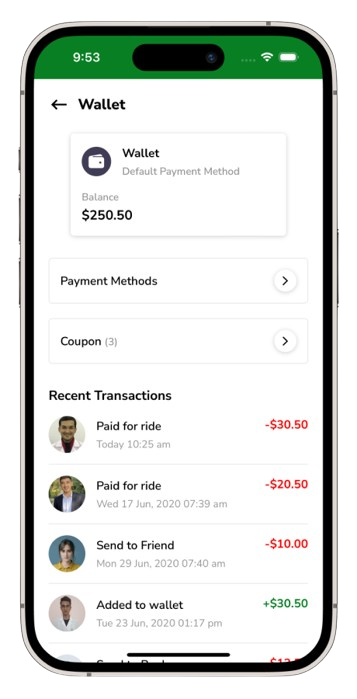 9:53
Wallet
Wallet
Default Payment Method
Balance
$250.50
Payment Methods
Coupon (3)
Recent Transactions
Paid for ride
-$30.50
Today 10:25 am
Paid for ride
-$20.50
Wed 17 Jun, 2020 07:39 am
Send to Friend
-$10.00
Mon 29 Jun, 2020 07:40 am
Added to wallet
+$30.50
Tue 23 Jun, 2020 01:17 pm
Send to